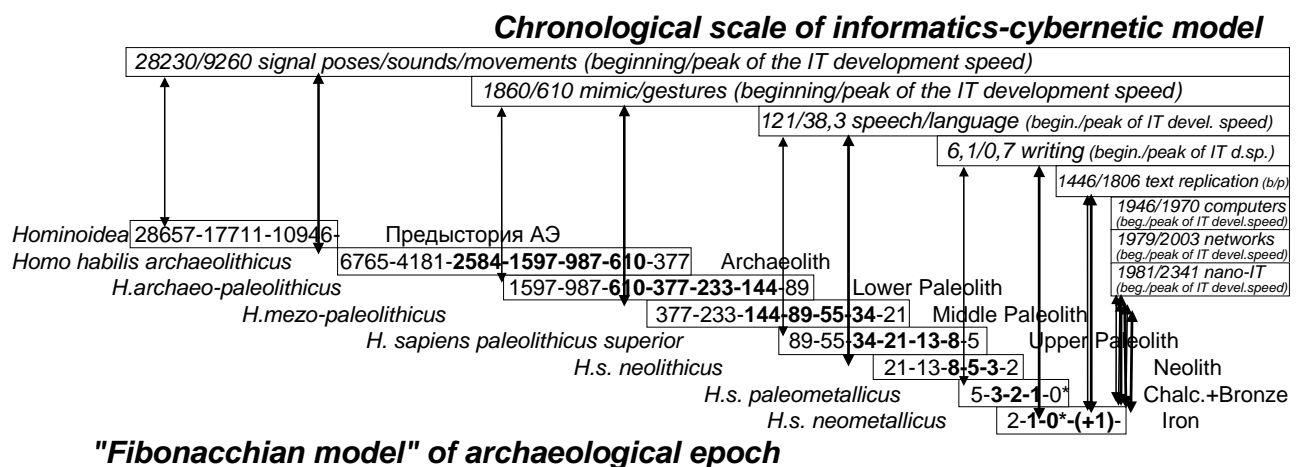 Chronological scale of informatics-cybernetic model
28230/9260 signal poses/sounds/movements (beginning/peak of the IT development speed)
1860/610 mimic/gestures (beginning/peak of the IT development speed)
121/38,3 speech/language (begin./peak of IT devel. speed)
6,1/0,7 writing (begin./peak of IT d.sp.)
1446/1806 text replication (b/p)
1946/1970 computers
(beg./peak of IT devel.speed)
1979/2003 networks
(beg./peak of IT devel.speed)
1981/2341 nano-IT
(beg./peak of IT devel.speed)
Hominoidea 28657-17711-10946- Предыстория АЭ
Homo habilis archaeolithicus 6765-4181-2584-1597-987-610-377 Archaeolith
H.archaeo-paleolithicus 1597-987-610-377-233-144-89 Lower Paleolith
H.mezo-paleolithicus 377-233-144-89-55-34-21 Middle Paleolith
H. sapiens paleolithicus superior 89-55-34-21-13-8-5 Upper Paleolith
H.s. neolithicus 21-13-8-5-3-2 Neolith
H.s. paleometallicus 5-3-2-1-0* Chalc.+Bronze
H.s. neometallicus 2-1-0*-(+1)- Iron
"Fibonacchian model" of archaeological epoch